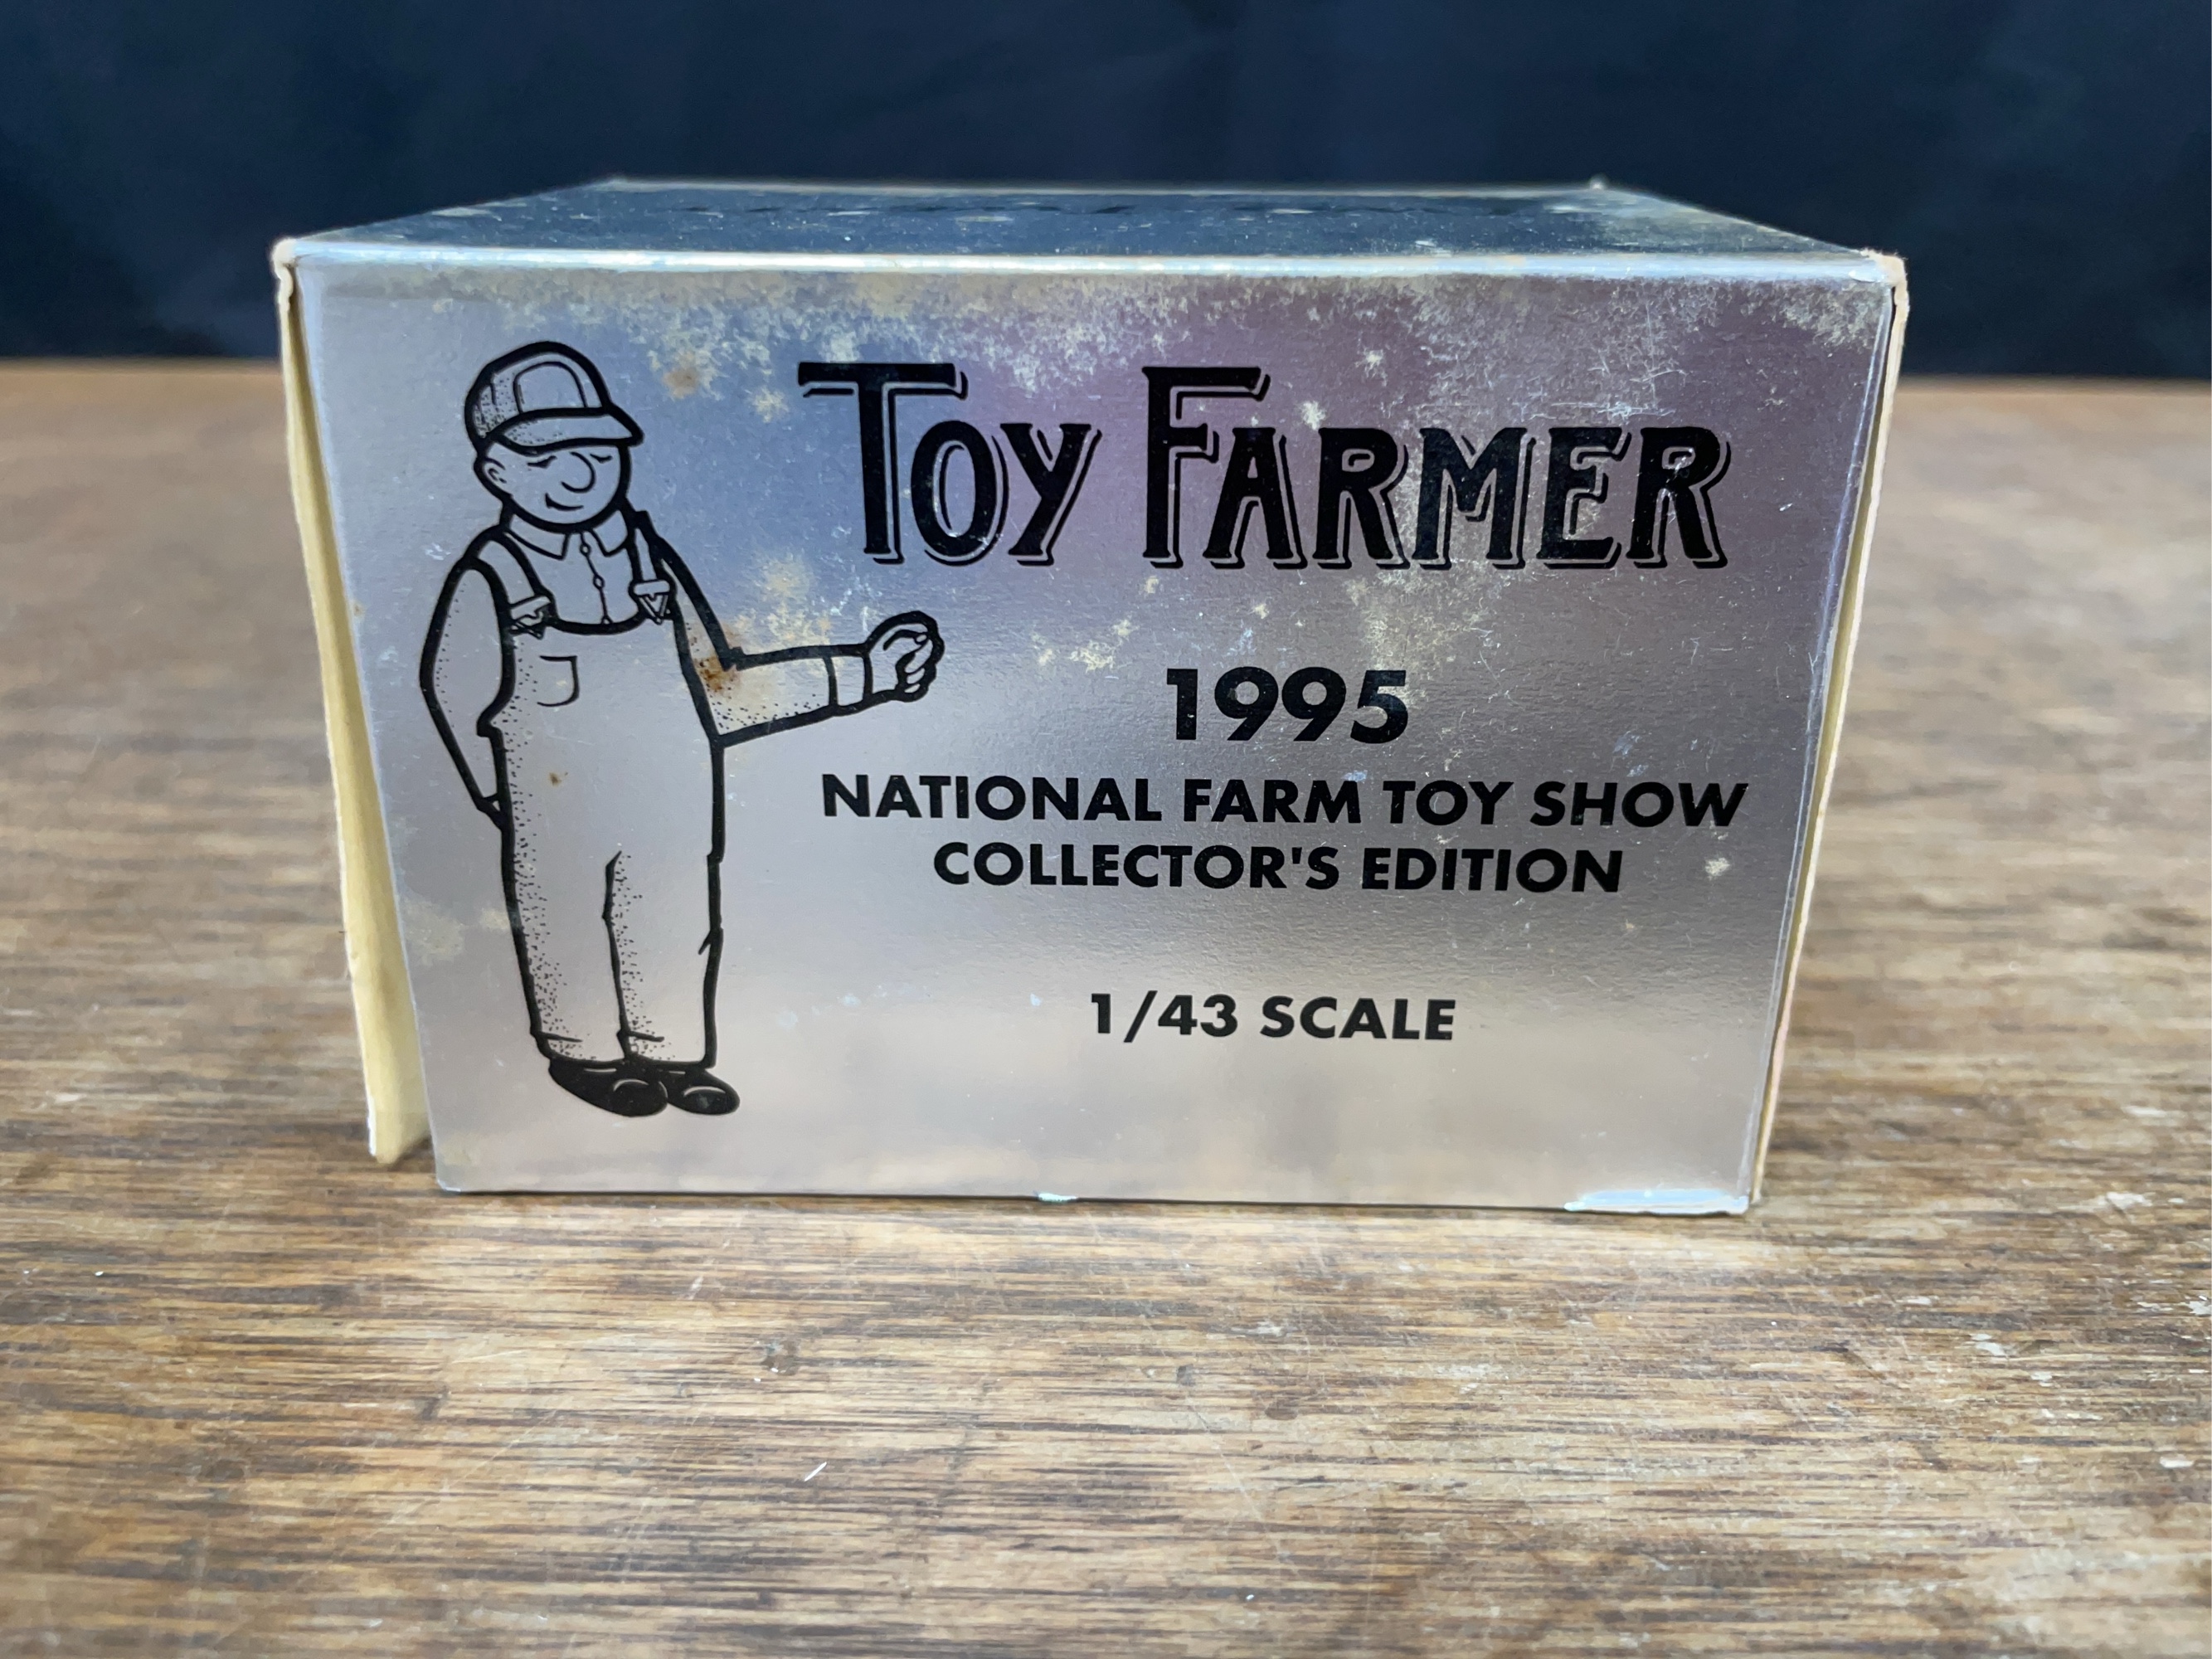 TOY FARMER
1995
NATIONAL FARM TOY SHOW
COLLECTOR'S EDITION
1/43 SCALE